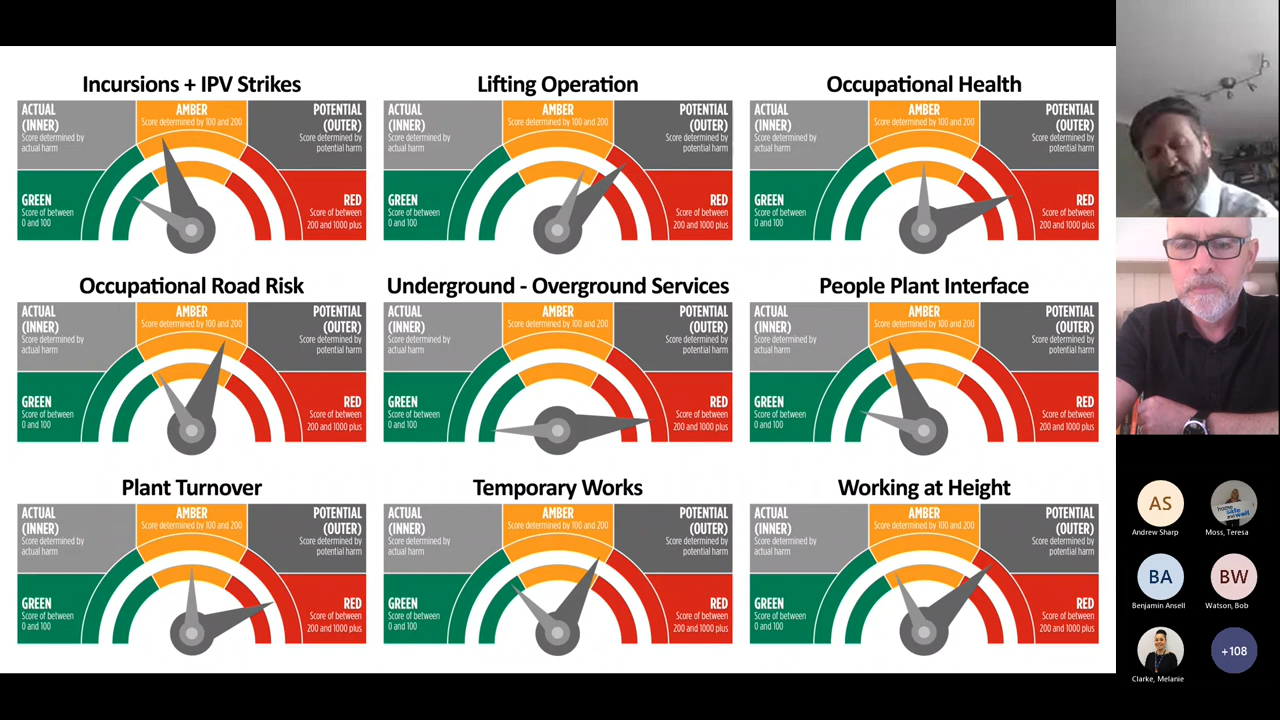 Incursions + IPV Strikes
ACTUAL
(INNER)
Score determined by
actual harm
AMBER
Score determined by 100 and 200
POTENTIAL
(OUTER)
Score determined by
potential harm
GREEN
Score of between
0 and 100
RED
Score of between
200 and 1000 plus
Lifting Operation
ACTUAL
(INNER)
Score determined by
actual harm
AMBER
Score determined by 100 and 200
POTENTIAL
(OUTER)
Score determined by
potential harm
GREEN
Score of between
0 and 100
RED
Score of between
200 and 1000 plus
Occupational Health
ACTUAL
(INNER)
Score determined by
actual harm
AMBER
Score determined by 100 and 200
POTENTIAL
(OUTER)
Score determined by
potential harm
GREEN
Score of between
0 and 100
RED
Score of between
200 and 1000 plus
Occupational Road Risk
ACTUAL
(INNER)
Score determined by
actual harm
AMBER
Score determined by 100 and 200
POTENTIAL
(OUTER)
Score determined by
potential harm
GREEN
Score of between
0 and 100
RED
Score of between
200 and 1000 plus
Underground - Overground Services
ACTUAL
(INNER)
Score determined by
actual harm
AMBER
Score determined by 100 and 200
POTENTIAL
(OUTER)
Score determined by
potential harm
GREEN
Score of between
0 and 100
RED
Score of between
200 and 1000 plus
People Plant Interface
ACTUAL
(INNER)
Score determined by
actual harm
AMBER
Score determined by 100 and 200
POTENTIAL
(OUTER)
Score determined by
potential harm
GREEN
Score of between
0 and 100
RED
Score of between
200 and 1000 plus
Plant Turnover
ACTUAL
(INNER)
Score determined by
actual harm
AMBER
Score determined by 100 and 200
POTENTIAL
(OUTER)
Score determined by
potential harm
GREEN
Score of between
0 and 100
RED
Score of between
200 and 1000 plus
Temporary Works
ACTUAL
(INNER)
Score determined by
actual harm
AMBER
Score determined by 100 and 200
POTENTIAL
(OUTER)
Score determined by
potential harm
GREEN
Score of between
0 and 100
RED
Score of between
200 and 1000 plus
Working at Height
ACTUAL
(INNER)
Score determined by
actual harm
AMBER
Score determined by 100 and 200
POTENTIAL
(OUTER)
Score determined by
potential harm
GREEN
Score of between
0 and 100
RED
Score of between
200 and 1000 plus
AS
Andrew Sharp
home
safe
well
Moss, Teresa
BA
Benjamin Ansell
BW
Watson, Bob
Clarke, Melanie
+108